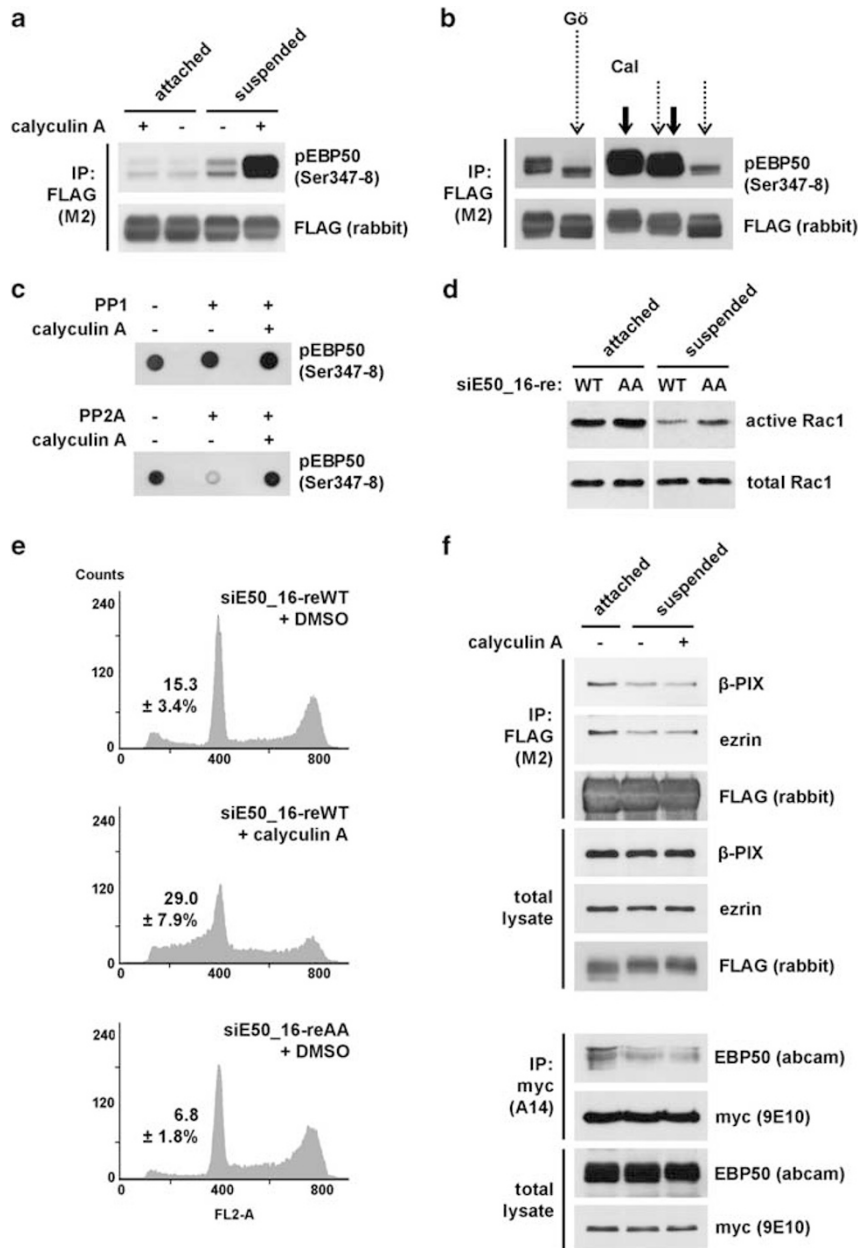 a
attached
suspended
calyculin A + - - +
IP:
FLAG
(M2)
pEBP50
(Ser347-8)
FLAG (rabbit)
b
Gö
Cal
IP:
FLAG
(M2)
pEBP50
(Ser347-8)
FLAG (rabbit)
c
PP1 - + +
calyculin A +
pEBP50
(Ser347-8)
PP2A - + +
calyculin A - - +
pEBP50
(Ser347-8)
d
attached
suspended
siE50_16-re: WT AA WT AA
active Rac1
total Rac1
e
Counts
240
120
0
0 400 800
siE50_16-reWT
+ DMSO
15.3
± 3.4%
240
120
0
0 400 800
siE50_16-reWT
+ calyculin A
29.0
± 7.9%
240
120
0
0 400 800
siE50_16-reAA
+ DMSO
6.8
± 1.8%
FL2-A
f
attached
suspended
calyculin A - - +
IP:
FLAG
(M2)
β-PIX
ezrin
FLAG (rabbit)
total
lysate
β-PIX
ezrin
FLAG (rabbit)
IP:
myc
(A14)
EBP50 (abcam)
myc (9E10)
total
lysate
EBP50 (abcam)
myc (9E10)